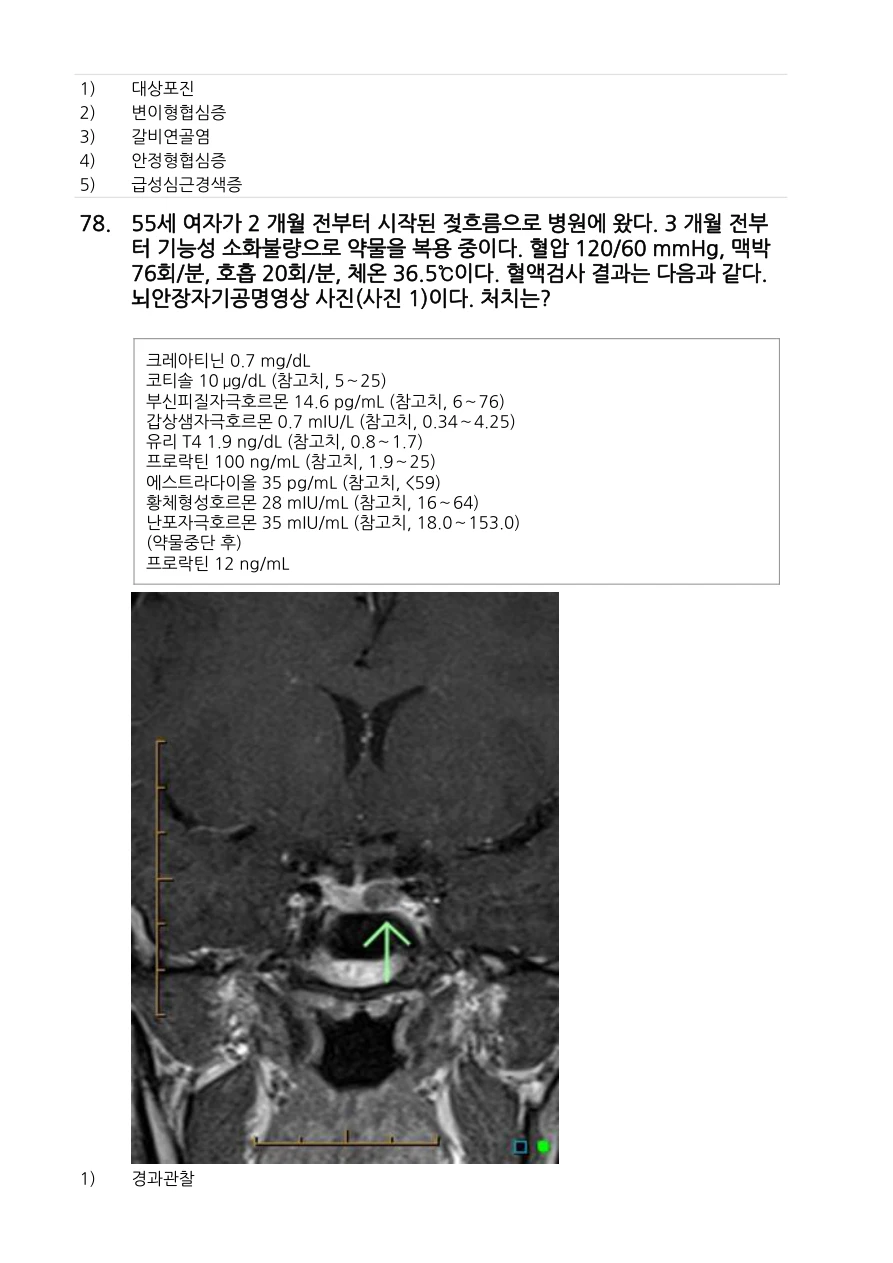 1) 대상포진
2) 변이형협심증
3) 갈비연골염
4) 안정형협심증
5) 급성심근경색증
78. 55세 여자가 2 개월 전부터 시작된 젖흐름으로 병원에 왔다. 3 개월 전부
터 기능성 소화불량으로 약물을 복용 중이다. 혈압 120/60 mmHg, 맥박
76회/분, 호흡 20회/분, 체온 36.5℃이다. 혈액검사 결과는 다음과 같다.
뇌안장자기공명영상 사진(사진 1)이다. 처치는?
크레아티닌 0.7 mg/dL
코티솔 10 µg/dL (참고치, 5~25)
부신피질자극호르몬 14.6 pg/mL (참고치, 6~76)
갑상샘자극호르몬 0.7 mIU/L (참고치, 0.34~4.25)
유리 T4 1.9 ng/dL (참고치, 0.8~1.7)
프로락틴 100 ng/mL (참고치, 1.9~25)
에스트라다이올 35 pg/mL (참고치, <59)
황체형성호르몬 28 mIU/mL (참고치, 16~64)
난포자극호르몬 35 mIU/mL (참고치, 18.0~153.0)
(약물중단 후)
프로락틴 12 ng/mL
1) 경과관찰